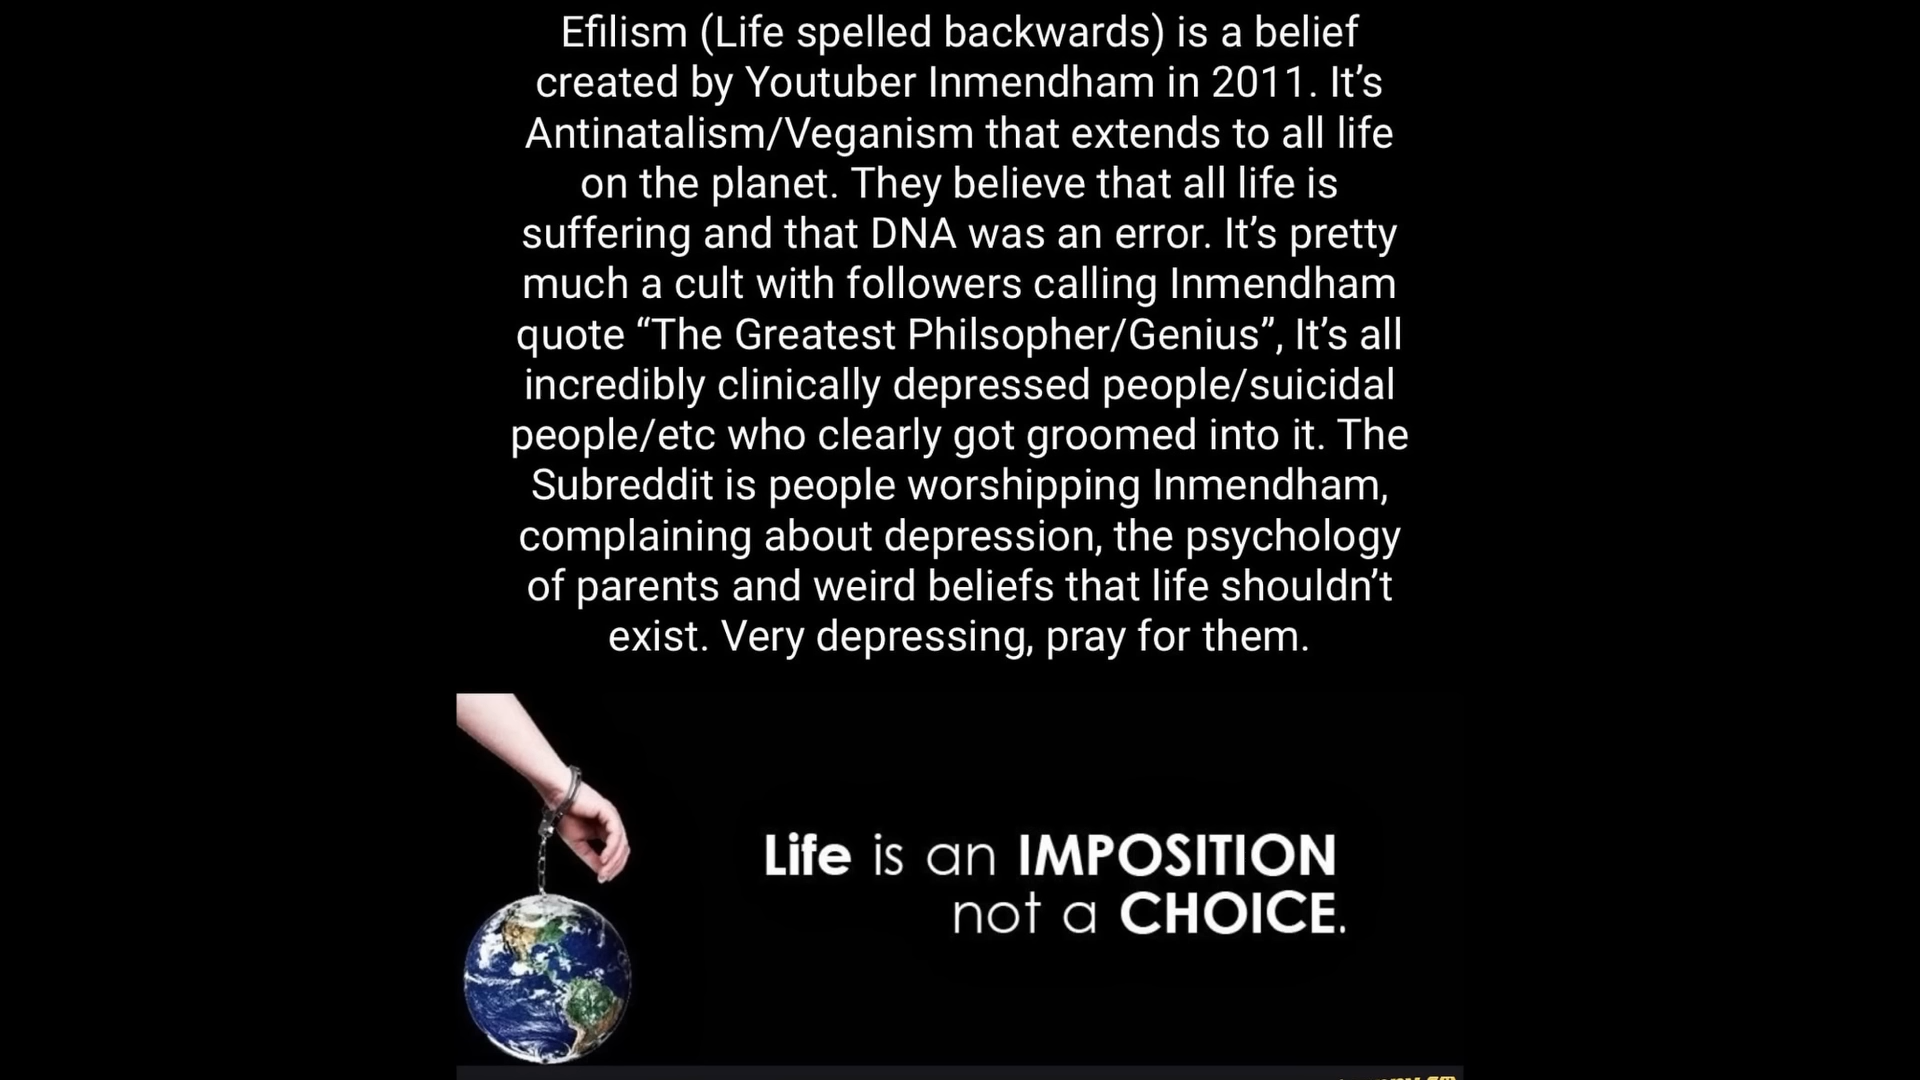 Efilism (Life spelled backwards) is a belief
created by Youtuber Inmendham in 2011. It’s
Antinatalism/Veganism that extends to all life
on the planet. They believe that all life is
suffering and that DNA was an error. It’s pretty
much a cult with followers calling Inmendham
quote “The Greatest Philsopher/Genius”, It’s all
incredibly clinically depressed people/suicidal
people/etc who clearly got groomed into it. The
Subreddit is people worshipping Inmendham,
complaining about depression, the psychology
of parents and weird beliefs that life shouldn’t
exist. Very depressing, pray for them.
Life is an IMPOSITION
not a CHOICE.